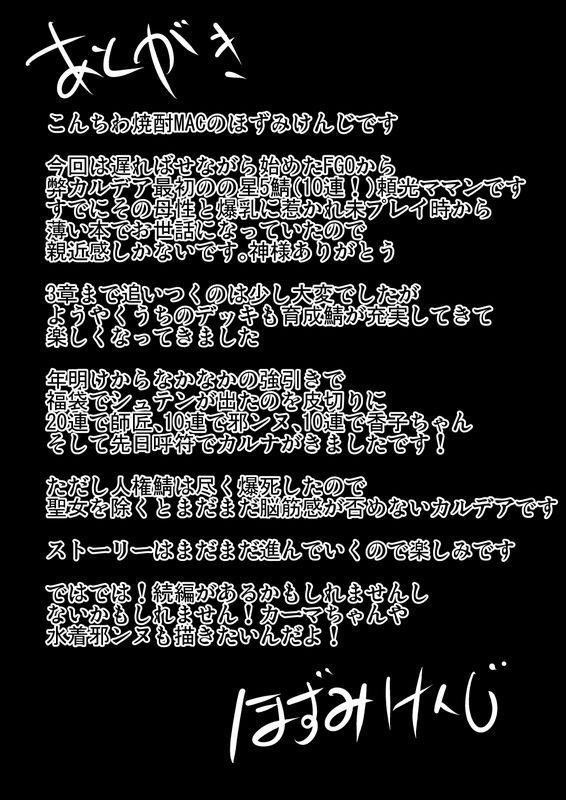 あとがき
こんちわ焼酎MACのほずみけんじです
今回は遅ればせながら始めたFGOから
弊カルデア最初のの星5鯖(10連！)頼光ママンです
すでにその母性と爆乳に惹かれ未プレイ時から
薄い本でお世話になっていたので
親近感しかないです。神様ありがとう
3章まで追いつくのは少し大変でしたが
ようやくうちのデッキも育成鯖が充実してきて
楽しくなってきました
年明けからなかなかの強引きで
福袋でシュテンが出たのを皮切りに
20連で師匠、10連で邪ンヌ、10連で香子ちゃん
そして先日呼符でカルナがきましたです！
ただし人権鯖は尽く爆死したので
聖女を除くとまだまだ脳筋感が否めないカルデアです
ストーリーはまだまだ進んでいくので楽しみです
ではでは！続編があるかもしれませんし
ないかもしれません！カーマちゃんや
水着邪ンヌも描きたいんだよ！
ほずみけんじ